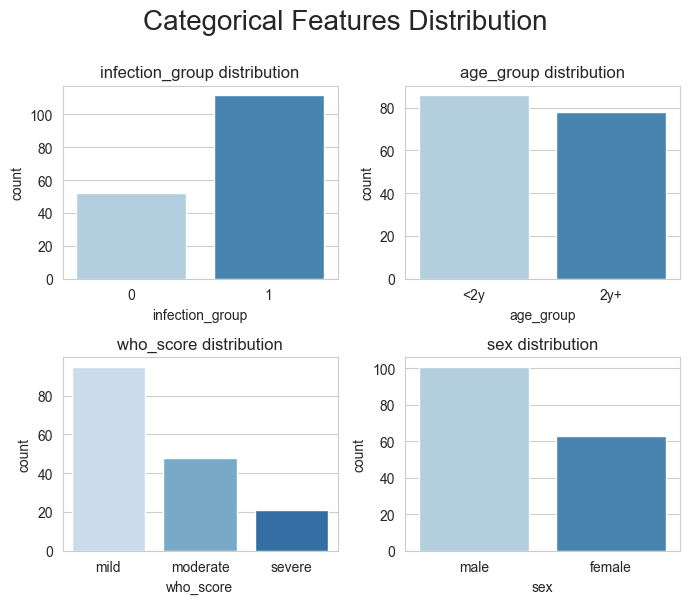 Categorical Features Distribution
infection_group distribution
count
100
80
60
40
20
0
0 1
infection_group
age_group distribution
count
80
60
40
20
0
<2y 2y+
age_group
who_score distribution
count
80
60
40
20
0
mild moderate severe
who_score
sex distribution
count
100
80
60
40
20
0
male female
sex